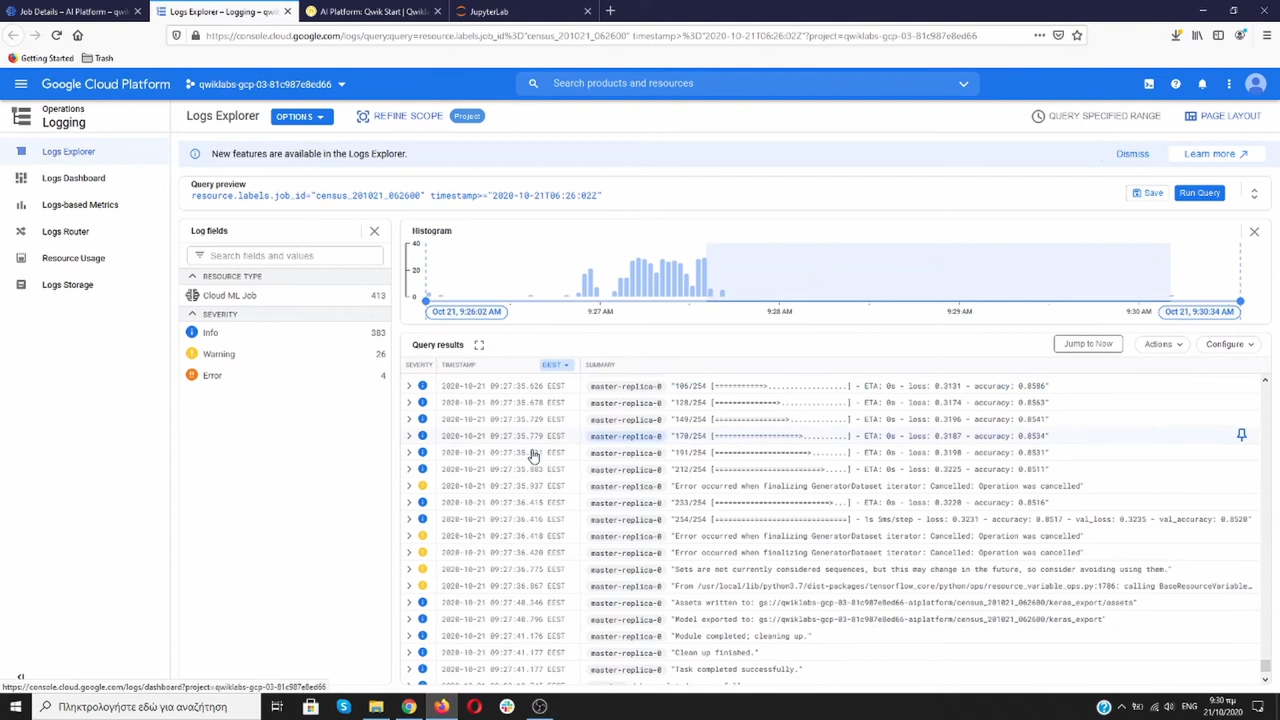 Job Details – AI Platform – qwik
Logs Explorer – Logging – qwi
AI Platform: Qwik Start | Qwikla
JupyterLab
https://console.cloud.google.com/logs/query;query=resource.labels.job_id%3D"census_201021_062600" timestamp>%3D"2020-10-21T06:26:02Z"?project=qwiklabs-gcp-03-81c987e8ed66
Getting Started
Trash
Google Cloud Platform
qwiklabs-gcp-03-81c987e8ed66
Search products and resources
Operations
Logging
Logs Explorer
OPTIONS
REFINE SCOPE
Project
QUERY SPECIFIED RANGE
PAGE LAYOUT
Logs Explorer
Logs Dashboard
Logs-based Metrics
Logs Router
Resource Usage
Logs Storage
New features are available in the Logs Explorer.
Dismiss
Learn more
Query preview
resource.labels.job_id="census_201021_062600" timestamp>="2020-10-21T06:26:02Z"
Save
Run Query
Log fields
Search fields and values
RESOURCE TYPE
Cloud ML Job 413
SEVERITY
Info 383
Warning 26
Error 4
Histogram
40
20
0
Oct 21, 9:26:02 AM
9:27 AM
9:28 AM
9:29 AM
9:30 AM
Oct 21, 9:30:34 AM
Query results
Jump to Now
Actions
Configure
SEVERITY TIMESTAMP EEST SUMMARY
2020-10-21 09:27:35.626 EEST master-replica-0 "106/254 [===========>..................] - ETA: 0s - loss: 0.3131 - accuracy: 0.8586"
2020-10-21 09:27:35.678 EEST master-replica-0 "128/254 [==============>...............] - ETA: 0s - loss: 0.3174 - accuracy: 0.8563"
2020-10-21 09:27:35.729 EEST master-replica-0 "149/254 [================>.............] - ETA: 0s - loss: 0.3196 - accuracy: 0.8541"
2020-10-21 09:27:35.779 EEST master-replica-0 "170/254 [===================>..........] - ETA: 0s - loss: 0.3187 - accuracy: 0.8534"
2020-10-21 09:27:35. EEST master-replica-0 "191/254 [=====================>........] - ETA: 0s - loss: 0.3198 - accuracy: 0.8531"
2020-10-21 09:27:35.883 EEST master-replica-0 "212/254 [========================>.....] - ETA: 0s - loss: 0.3225 - accuracy: 0.8511"
2020-10-21 09:27:35.937 EEST master-replica-0 "Error occurred when finalizing GeneratorDataset iterator: Cancelled: Operation was cancelled"
2020-10-21 09:27:36.415 EEST master-replica-0 "233/254 [==========================>...] - ETA: 0s - loss: 0.3220 - accuracy: 0.8516"
2020-10-21 09:27:36.416 EEST master-replica-0 "254/254 [==============================] - 1s 5ms/step - loss: 0.3231 - accuracy: 0.8517 - val_loss: 0.3235 - val_accuracy: 0.8520"
2020-10-21 09:27:36.418 EEST master-replica-0 "Error occurred when finalizing GeneratorDataset iterator: Cancelled: Operation was cancelled"
2020-10-21 09:27:36.420 EEST master-replica-0 "Error occurred when finalizing GeneratorDataset iterator: Cancelled: Operation was cancelled"
2020-10-21 09:27:36.775 EEST master-replica-0 "Sets are not currently considered sequences, but this may change in the future, so consider avoiding using them."
2020-10-21 09:27:36.867 EEST master-replica-0 "From /usr/local/lib/python3.7/dist-packages/tensorflow_core/python/ops/resource_variable_ops.py:1786: calling BaseResourceVariable...
2020-10-21 09:27:40.346 EEST master-replica-0 "Assets written to: gs://qwiklabs-gcp-03-81c987e8ed66-aiplatform/census_201021_062600/keras_export/assets"
2020-10-21 09:27:40.796 EEST master-replica-0 "Model exported to: gs://qwiklabs-gcp-03-81c987e8ed66-aiplatform/census_201021_062600/keras_export"
2020-10-21 09:27:41.176 EEST master-replica-0 "Module completed; cleaning up."
2020-10-21 09:27:41.177 EEST master-replica-0 "Clean up finished."
2020-10-21 09:27:41.177 EEST master-replica-0 "Task completed successfully."
https://console.cloud.google.com/logs/dashboard?project=qwiklabs-gcp-03-81c987e8ed66
Πληκτρολογήστε εδώ για αναζήτηση
ΕΛ
9:30 πμ
21/10/2020